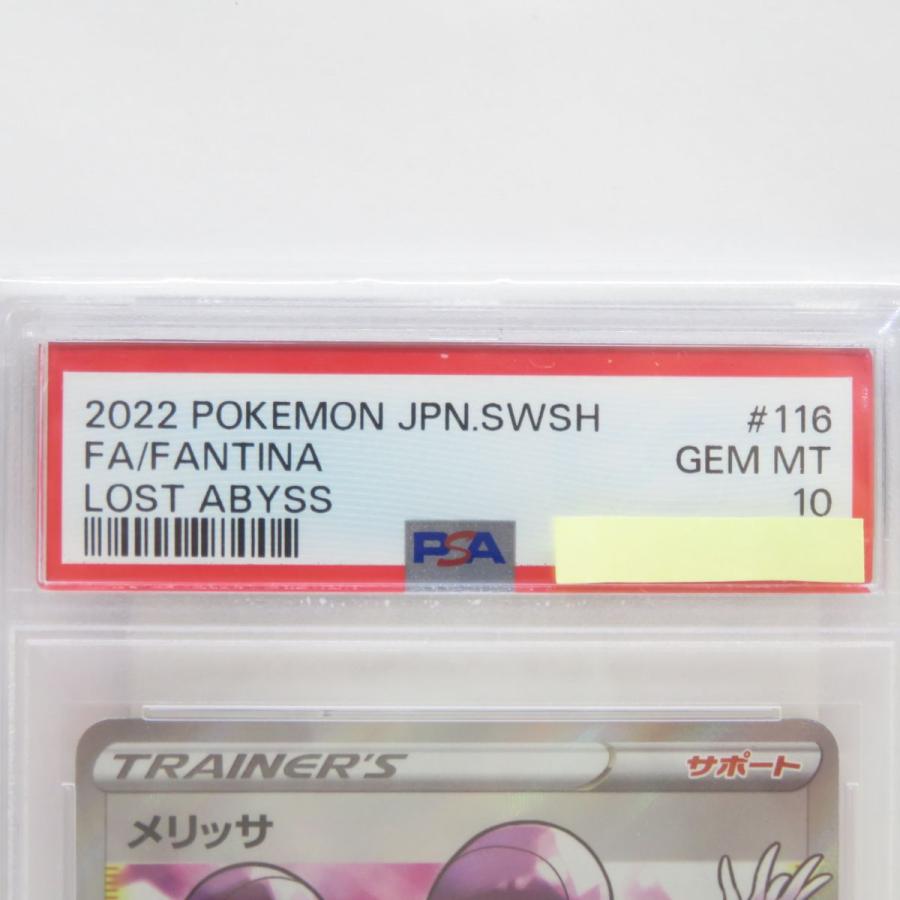 2022 POKEMON JPN.SWSH #116
FA/FANTINA GEM MT
LOST ABYSS 10
PSA
TRAINER'S サポート
メリッサ